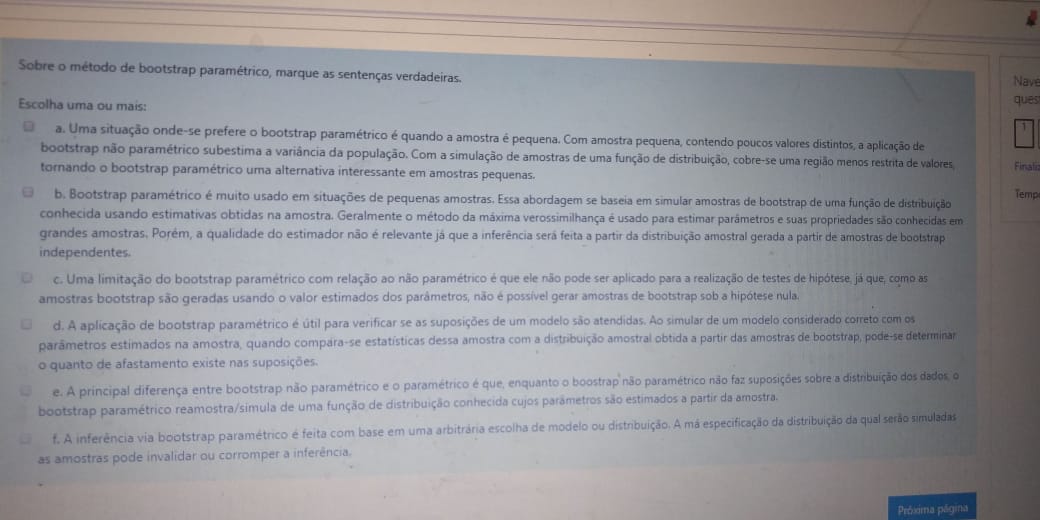 Sobre o método de bootstrap paramétrico, marque as sentenças verdadeiras.
Escolha uma ou mais:
a. Uma situação onde-se prefere o bootstrap paramétrico é quando a amostra é pequena. Com amostra pequena, contendo poucos valores distintos, a aplicação de
bootstrap não paramétrico subestima a variância da população. Com a simulação de amostras de uma função de distribuição, cobre-se uma região menos restrita de valores,
tornando o bootstrap paramétrico uma alternativa interessante em amostras pequenas.
b. Bootstrap paramétrico é muito usado em situações de pequenas amostras. Essa abordagem se baseia em simular amostras de bootstrap de uma função de distribuição
conhecida usando estimativas obtidas na amostra. Geralmente o método da máxima verossimilhança é usado para estimar parâmetros e suas propriedades são conhecidas em
grandes amostras. Porém, a qualidade do estimador não é relevante já que a inferência será feita a partir da distribuição amostral gerada a partir de amostras de bootstrap
independentes.
c. Uma limitação do bootstrap paramétrico com relação ao não paramétrico é que ele não pode ser aplicado para a realização de testes de hipótese, já que, como as
amostras bootstrap são geradas usando o valor estimados dos parâmetros, não é possível gerar amostras de bootstrap sob a hipótese nula.
d. A aplicação de bootstrap paramétrico é útil para verificar se as suposições de um modelo são atendidas. Ao simular de um modelo considerado correto com os
parâmetros estimados na amostra, quando compara-se estatísticas dessa amostra com a distribuição amostral obtida a partir das amostras de bootstrap, pode-se determinar
o quanto de afastamento existe nas suposições.
e. A principal diferença entre bootstrap não paramétrico e o paramétrico é que, enquanto o boostrap não paramétrico não faz suposições sobre a distribuição dos dados, o
bootstrap paramétrico reamostra/simula de uma função de distribuição conhecida cujos parâmetros são estimados a partir da amostra.
f. A inferência via bootstrap paramétrico é feita com base em uma arbitrária escolha de modelo ou distribuição. A má especificação da distribuição da qual serão simuladas
as amostras pode invalidar ou corromper a inferência.
Próxima página
Nave
ques
1
Finali
Temp